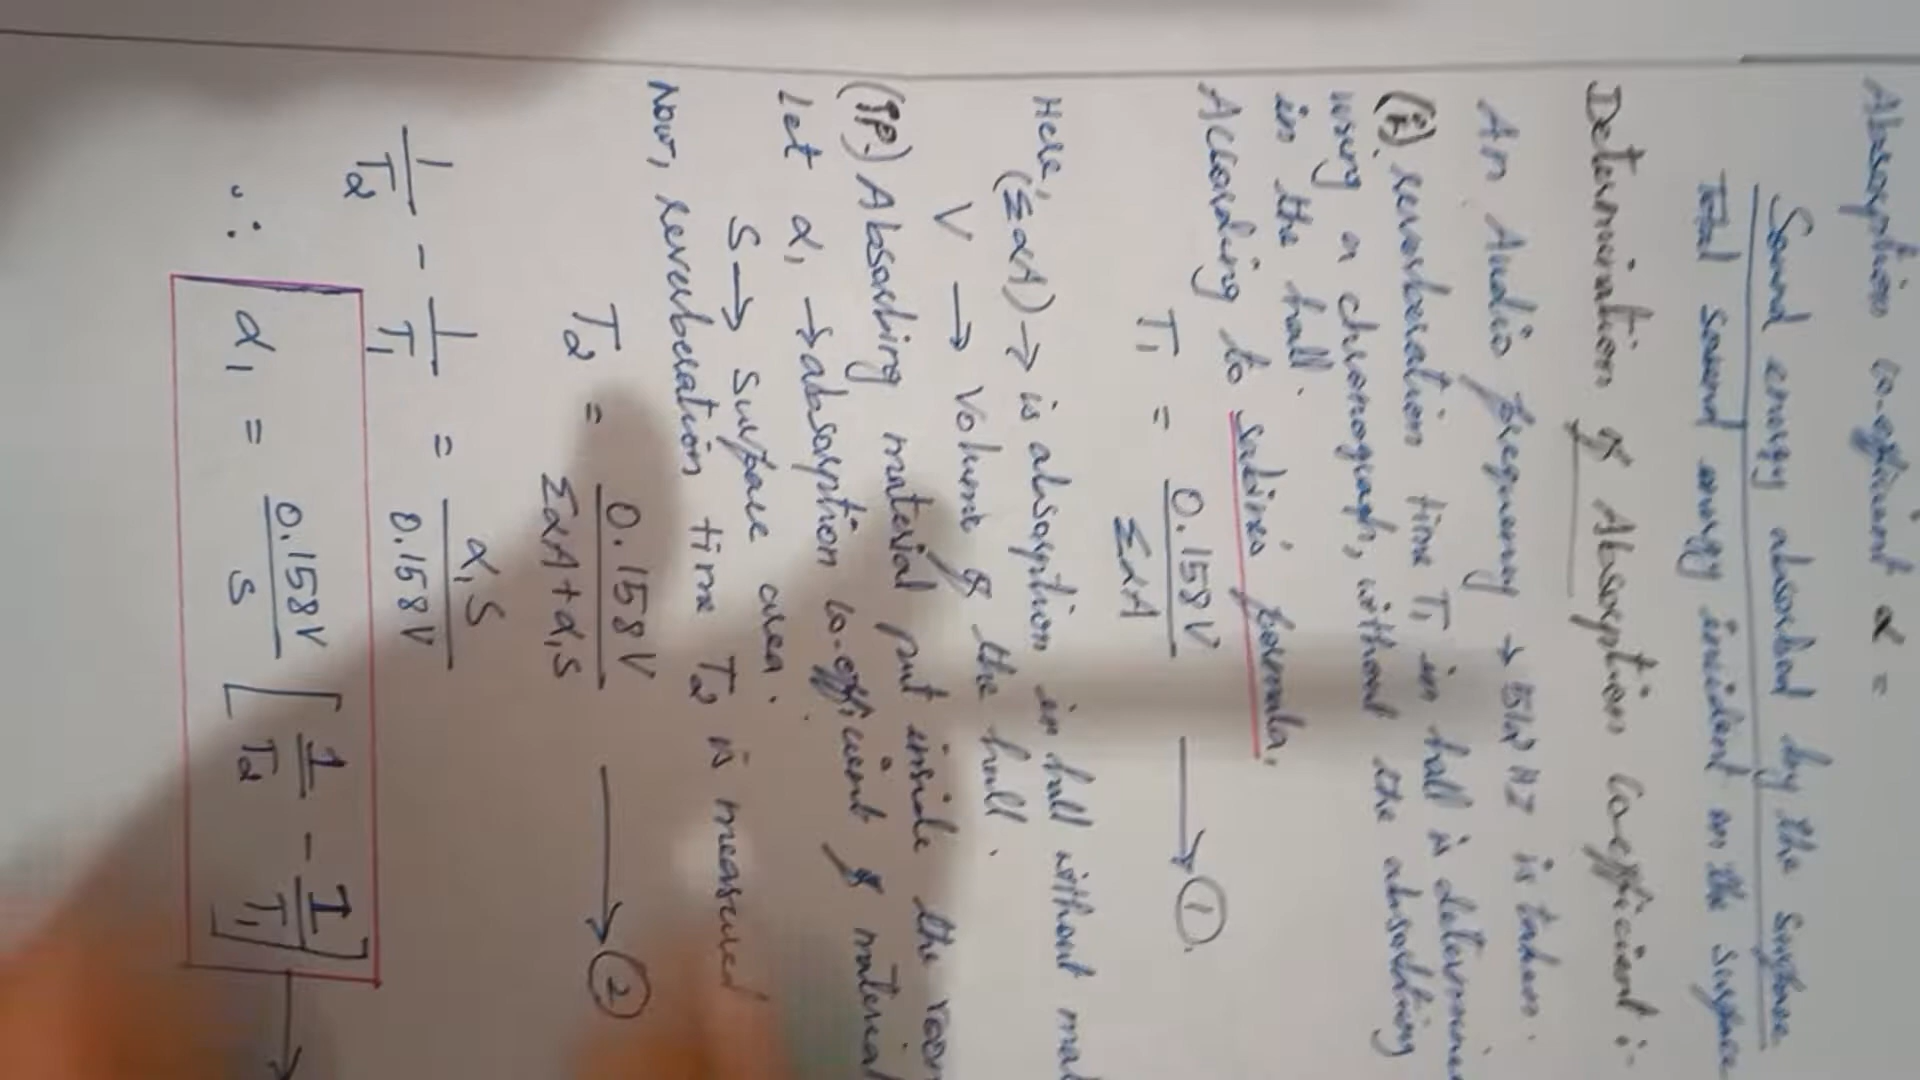 Absorption co-efficient α =
Sound energy absorbed by the surface
Total sound energy incident on the surface
Determination of Absorption Coefficient :-
An Audio frequency → 512 HZ is taken.
(i) reverberation time T₁ in hall is determine
using a chronograph, without the absorbing
in the hall.
According to sabines formula,
T₁ = 0.158V / ΣαA → ①
Here, (ΣαA) → is absorption in hall without mat
V → Volume of the hall.
(ii) Absorbing material put inside the room
Let α₁ → absorption co-efficient of material
S → Surface area.
Now, reverberation time T₂ is measured
T₂ = 0.158V / ΣαA + α₁S → ②
1/T₂ - 1/T₁ = α₁S / 0.158V
∴ α₁ = 0.158V / S [ 1/T₂ - 1/T₁ ] →